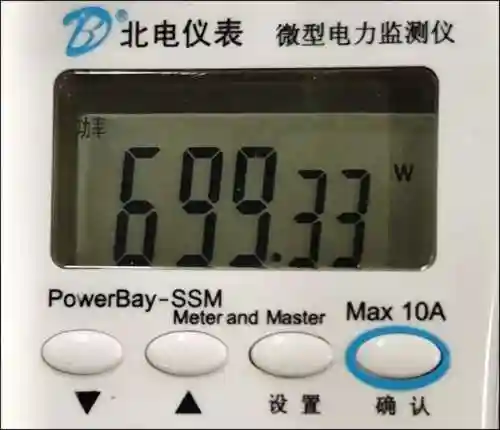 北电仪表 微型电力监测仪
功率
699.33 W
PowerBay-SSM
Meter and Master Max 10A
▼ ▲ 设置 确认